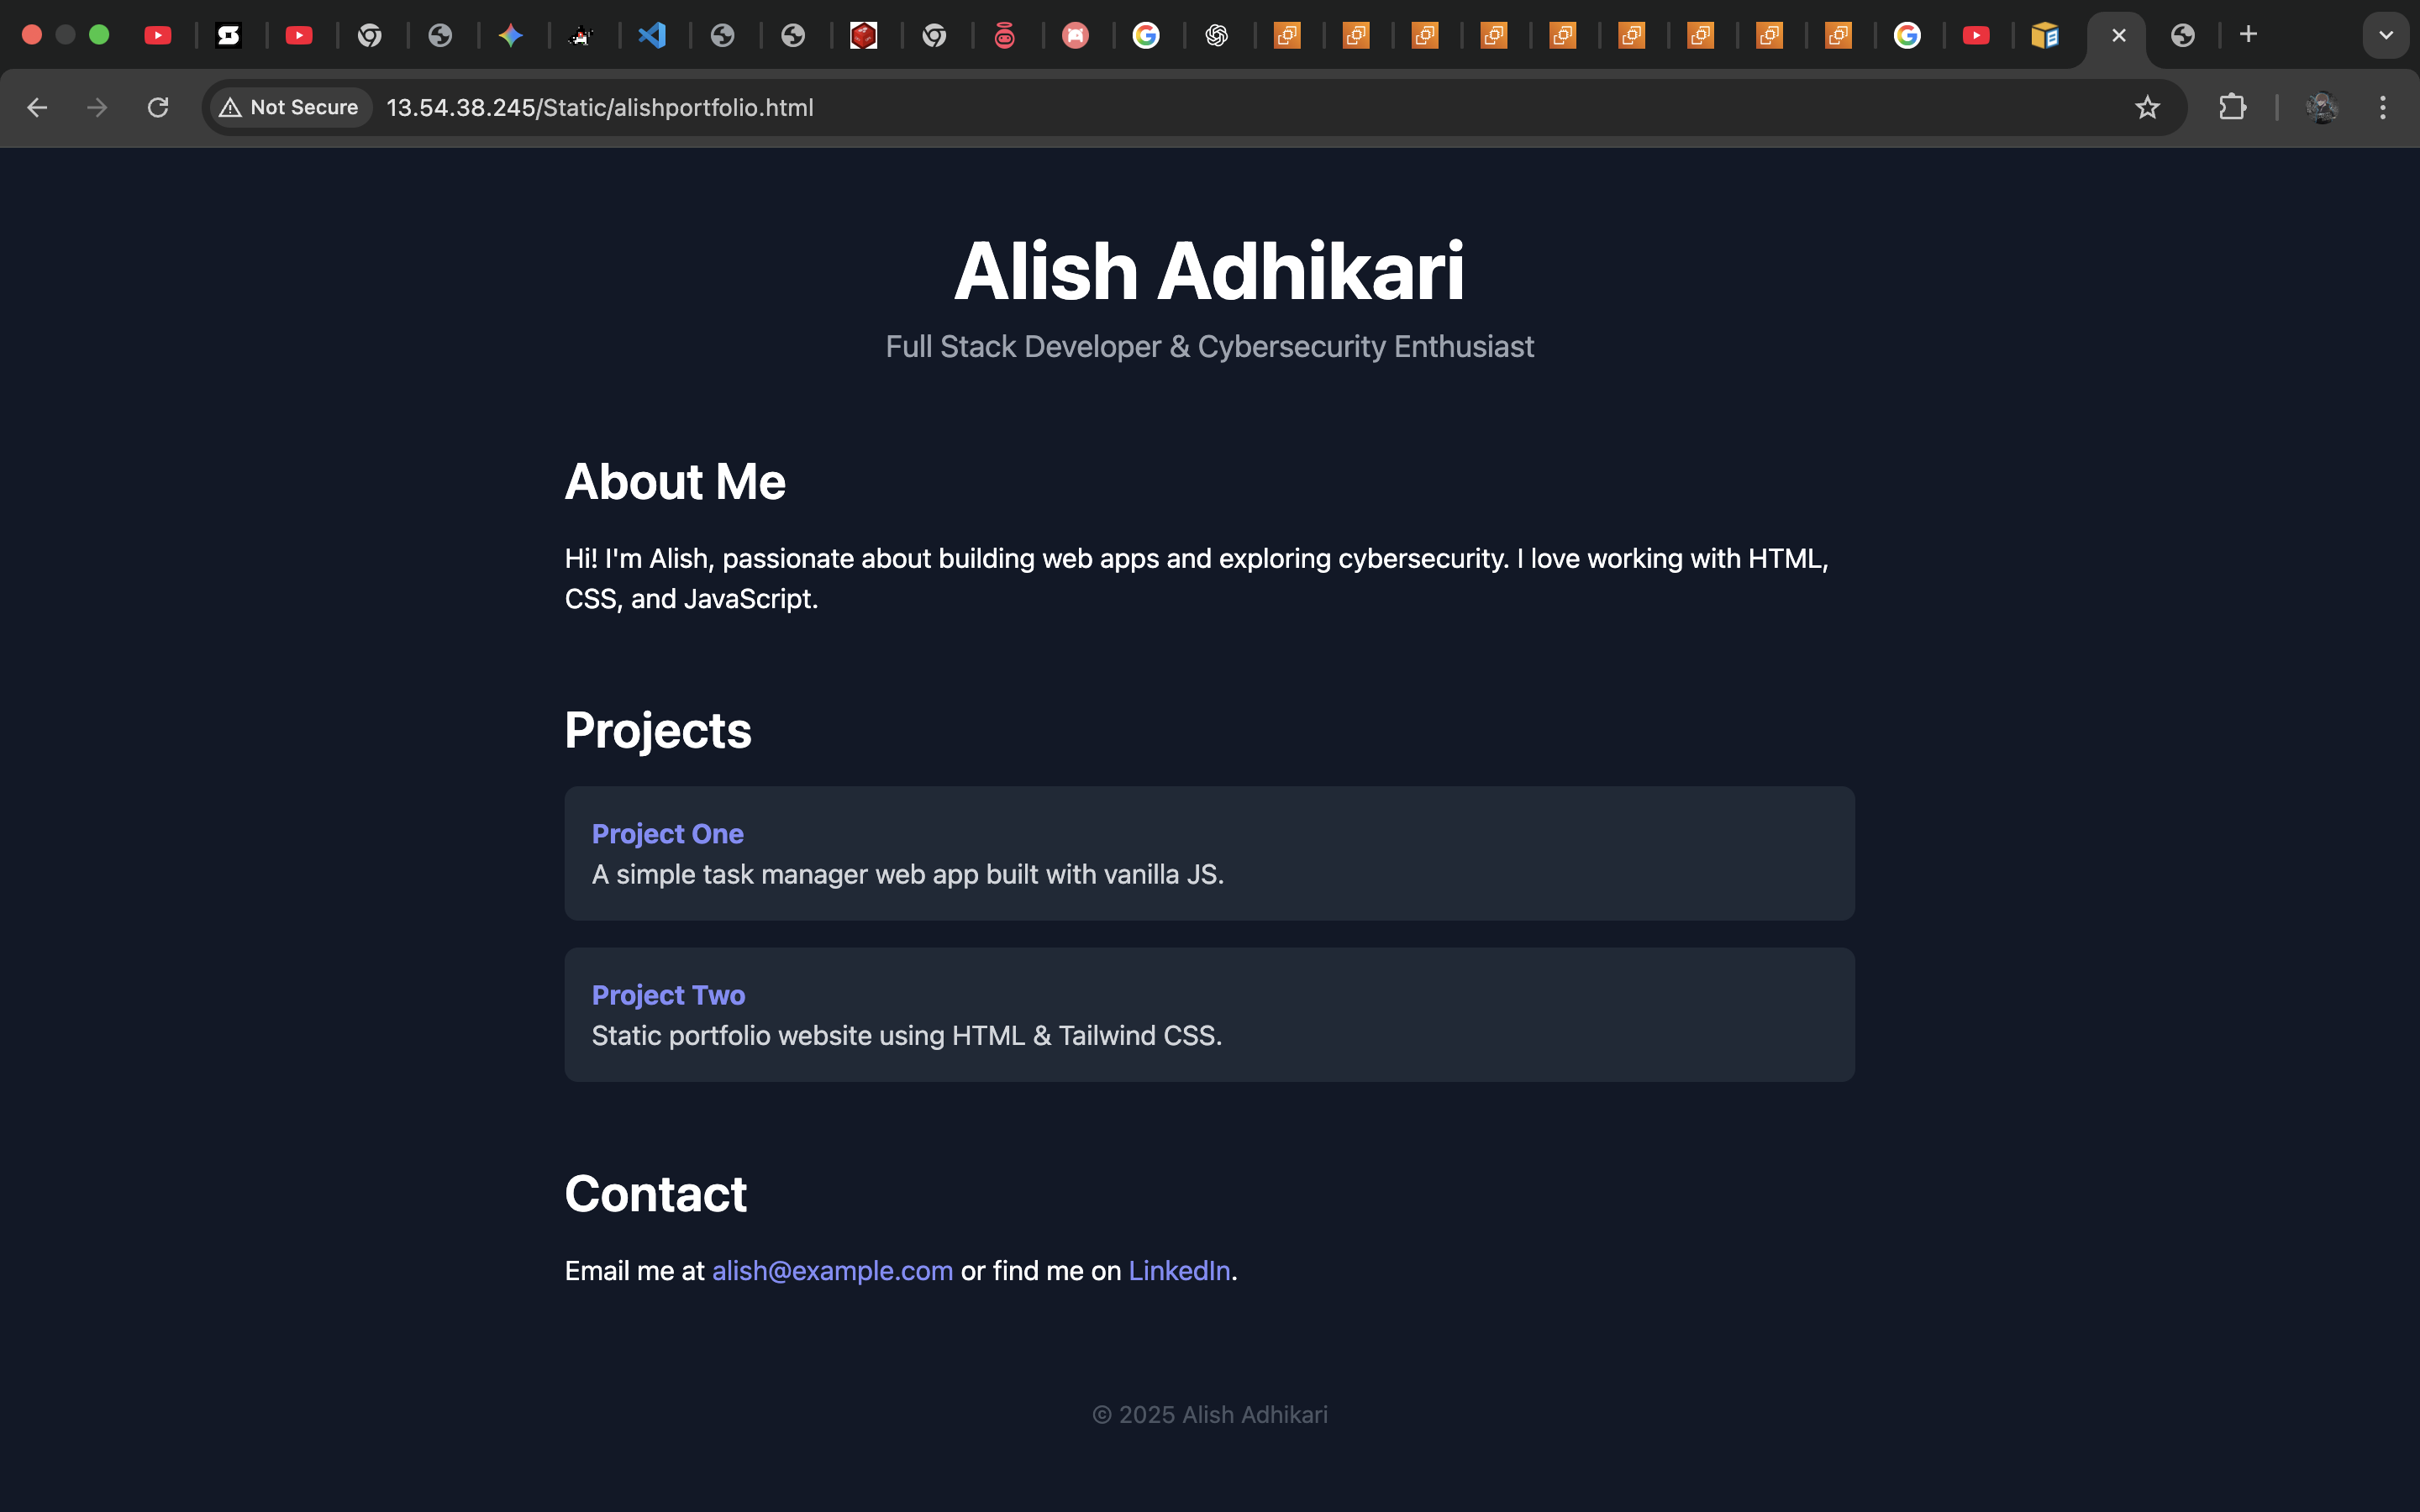 Not Secure
13.54.38.245/Static/alishportfolio.html
Alish Adhikari
Full Stack Developer & Cybersecurity Enthusiast
About Me
Hi! I'm Alish, passionate about building web apps and exploring cybersecurity. I love working with HTML,
CSS, and JavaScript.
Projects
Project One
A simple task manager web app built with vanilla JS.
Project Two
Static portfolio website using HTML & Tailwind CSS.
Contact
Email me at alish@example.com or find me on LinkedIn.
© 2025 Alish Adhikari